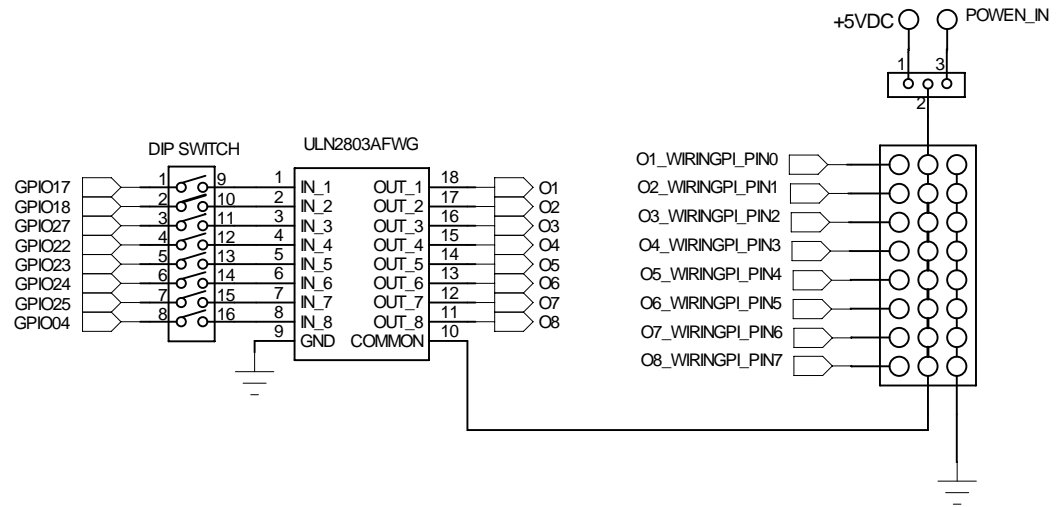 +5VDC POWEN_IN
1 3
2
DIP SWITCH ULN2803AFWG
GPIO17 1 9 1 IN_1 OUT_1 18 O1
GPIO18 2 10 2 IN_2 OUT_2 17 O2
GPIO27 3 11 3 IN_3 OUT_3 16 O3
GPIO22 4 12 4 IN_4 OUT_4 15 O4
GPIO23 5 13 5 IN_5 OUT_5 14 O5
GPIO24 6 14 6 IN_6 OUT_6 13 O6
GPIO25 7 15 7 IN_7 OUT_7 12 O7
GPIO04 8 16 8 IN_8 OUT_8 11 O8
9 GND COMMON 10
O1_WIRINGPI_PIN0
O2_WIRINGPI_PIN1
O3_WIRINGPI_PIN2
O4_WIRINGPI_PIN3
O5_WIRINGPI_PIN4
O6_WIRINGPI_PIN5
O7_WIRINGPI_PIN6
O8_WIRINGPI_PIN7